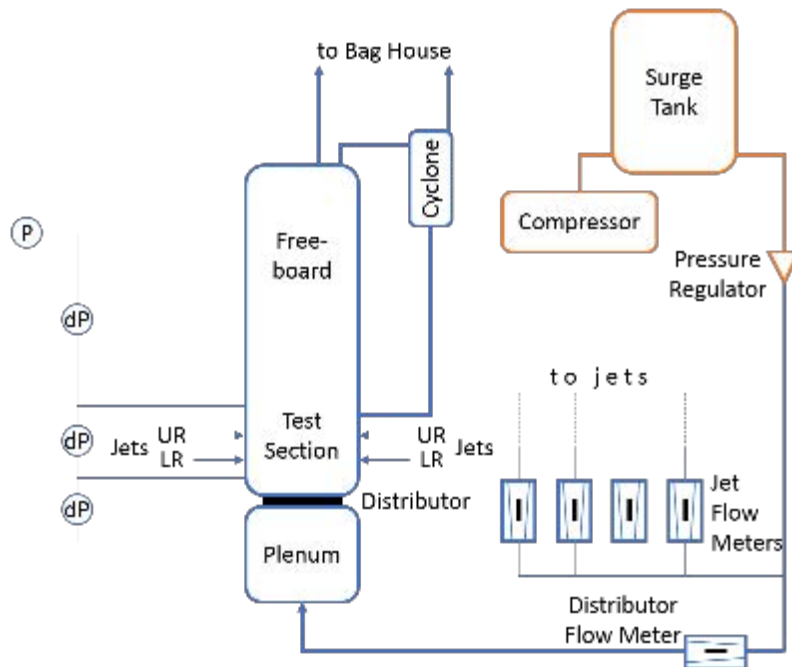 to Bag House
Surge
Tank
Cyclone
Compressor
P
Free-
board
Pressure
Regulator
dP
to jets
Test
Section
dP
Jets
UR
LR
UR
LR
Jets
Jet
Flow
Meters
dP
Distributor
Plenum
Distributor
Flow Meter